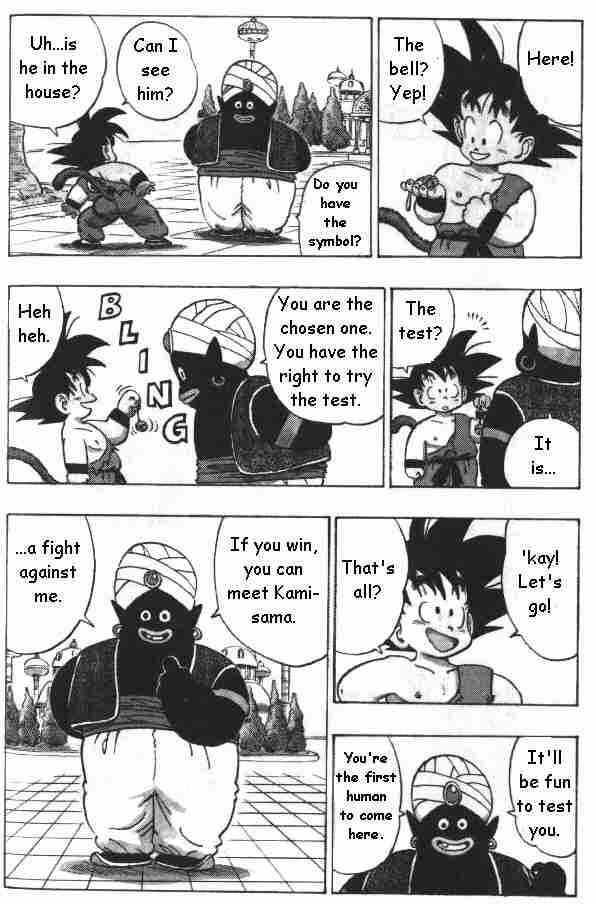 Uh...is
he in the
house?
Can I
see
him?
Do you
have
the
symbol?
The
bell?
Yep!
Here!
Heh
heh.
BLING
You are the
chosen one.
You have the
right to try
the test.
The
test?
It
is...
...a fight
against
me.
If you win,
you can
meet Kami-
sama.
That's
all?
'kay!
Let's
go!
You're
the first
human
to come
here.
It'll
be fun
to test
you.